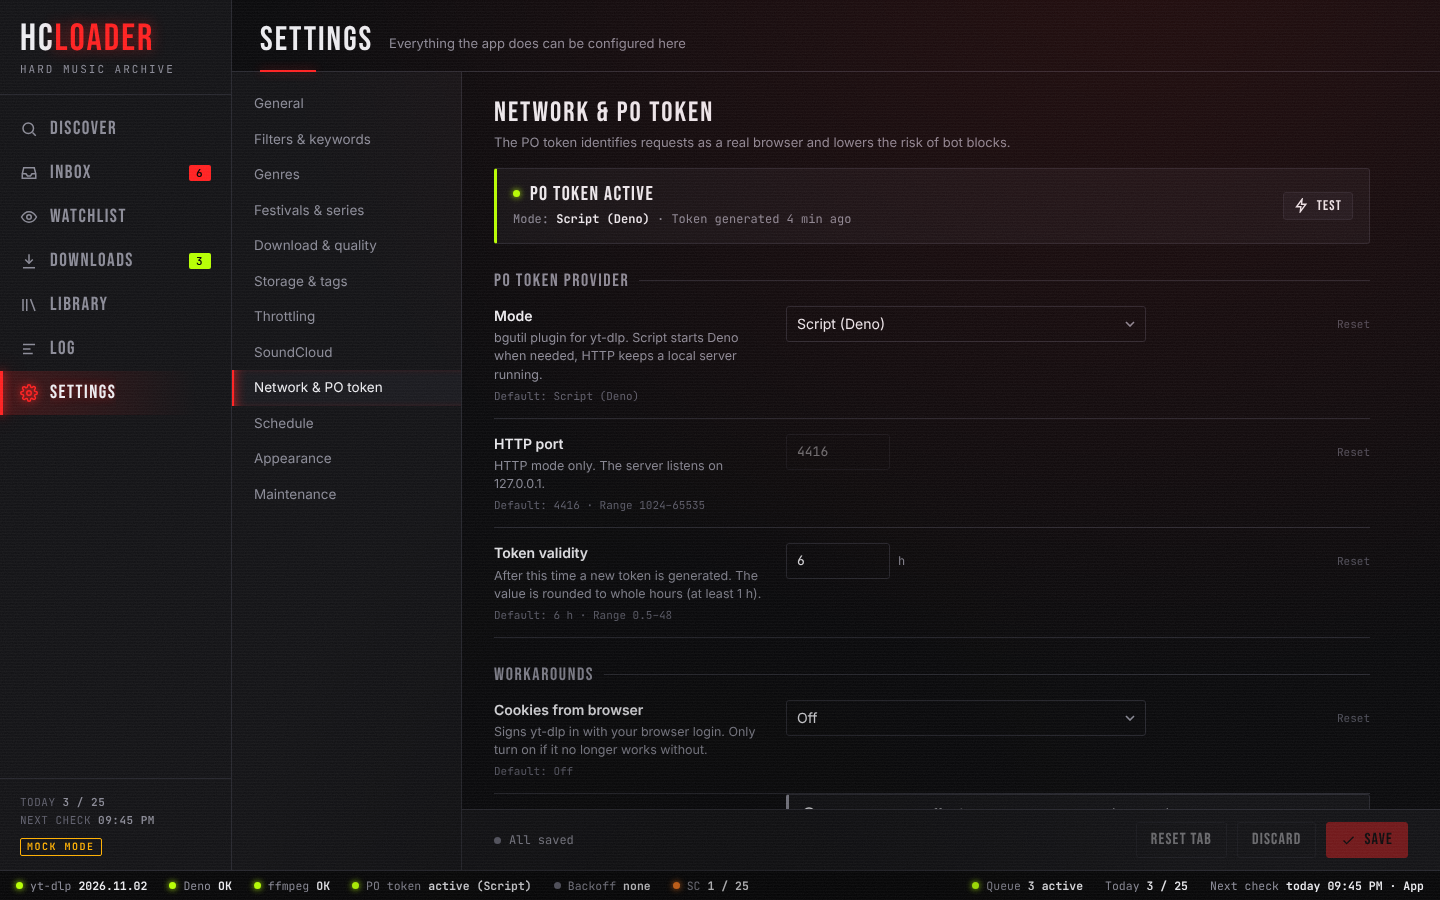 HCLOADER
HARD MUSIC ARCHIVE
DISCOVER
INBOX 6
WATCHLIST
DOWNLOADS 3
LIBRARY
LOG
SETTINGS
TODAY 3 / 25
NEXT CHECK 09:45 PM
MOCK MODE
SETTINGS Everything the app does can be configured here
General
Filters & keywords
Genres
Festivals & series
Download & quality
Storage & tags
Throttling
SoundCloud
Network & PO token
Schedule
Appearance
Maintenance
NETWORK & PO TOKEN
The PO token identifies requests as a real browser and lowers the risk of bot blocks.
PO TOKEN ACTIVE
Mode: Script (Deno) · Token generated 4 min ago
TEST
PO TOKEN PROVIDER
Mode
bgutil plugin for yt-dlp. Script starts Deno
when needed, HTTP keeps a local server
running.
Default: Script (Deno)
Script (Deno)
Reset
HTTP port
HTTP mode only. The server listens on
127.0.0.1.
Default: 4416 · Range 1024–65535
4416
Reset
Token validity
After this time a new token is generated. The
value is rounded to whole hours (at least 1 h).
Default: 6 h · Range 0.5–48
6 h
Reset
WORKAROUNDS
Cookies from browser
Signs yt-dlp in with your browser login. Only
turn on if it no longer works without.
Default: Off
Off
Reset
All saved
RESET TAB
DISCARD
SAVE
yt-dlp 2026.11.02 Deno OK ffmpeg OK PO token active (Script) Backoff none SC 1 / 25 Queue 3 active Today 3 / 25 Next check today 09:45 PM · App